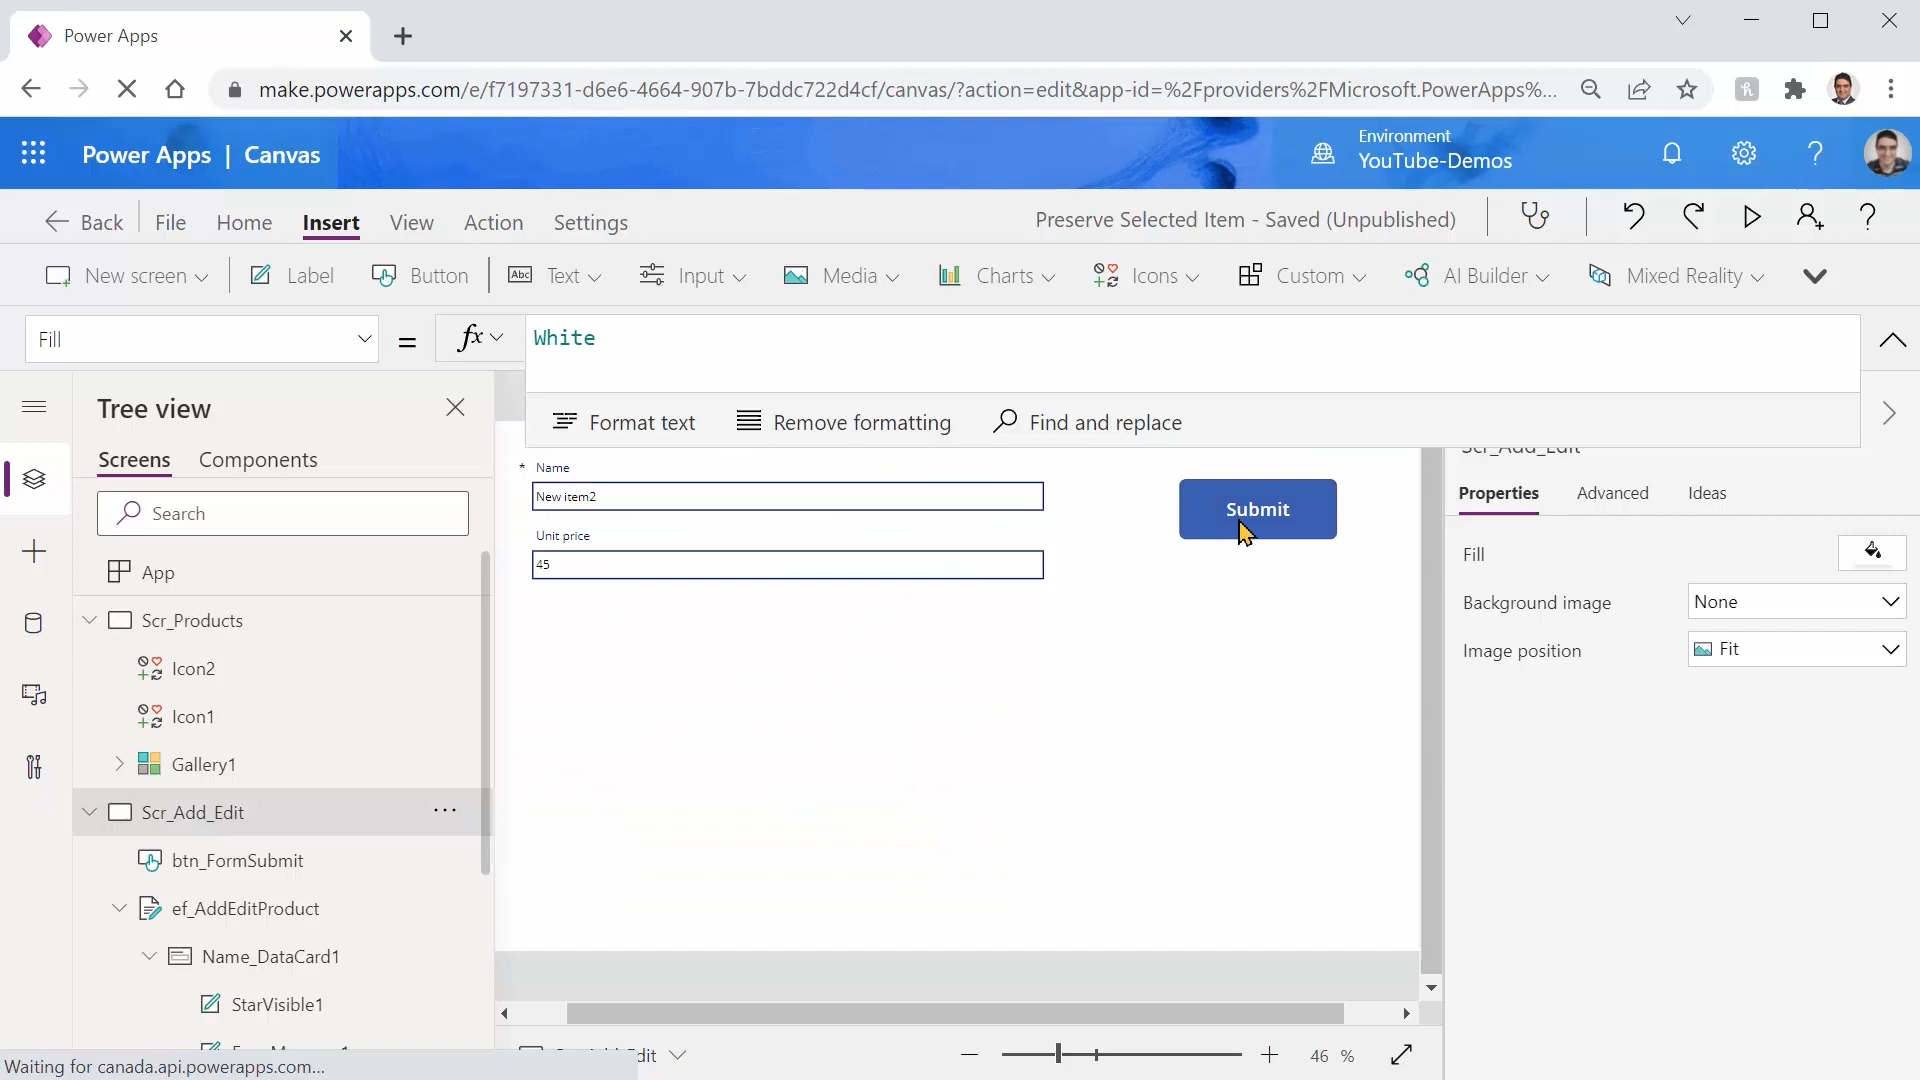 Power Apps
make.powerapps.com/e/f7197331-d6e6-4664-907b-7bddc722d4cf/canvas/?action=edit&app-id=%2Fproviders%2FMicrosoft.PowerApps%...
Power Apps | Canvas
Environment
YouTube-Demos
Back
File
Home
Insert
View
Action
Settings
Preserve Selected Item - Saved (Unpublished)
New screen
Label
Button
Abc Text
Input
Media
Charts
Icons
Custom
AI Builder
Mixed Reality
Fill
=
fx
White
Format text
Remove formatting
Find and replace
Tree view
Screens
Components
Search
App
Scr_Products
Icon2
Icon1
Gallery1
Scr_Add_Edit
btn_FormSubmit
ef_AddEditProduct
Name_DataCard1
StarVisible1
* Name
New item2
Unit price
45
Submit
Scr_Add_Edit
Properties
Advanced
Ideas
Fill
Background image
None
Image position
Fit
46 %
Waiting for canada.api.powerapps.com...